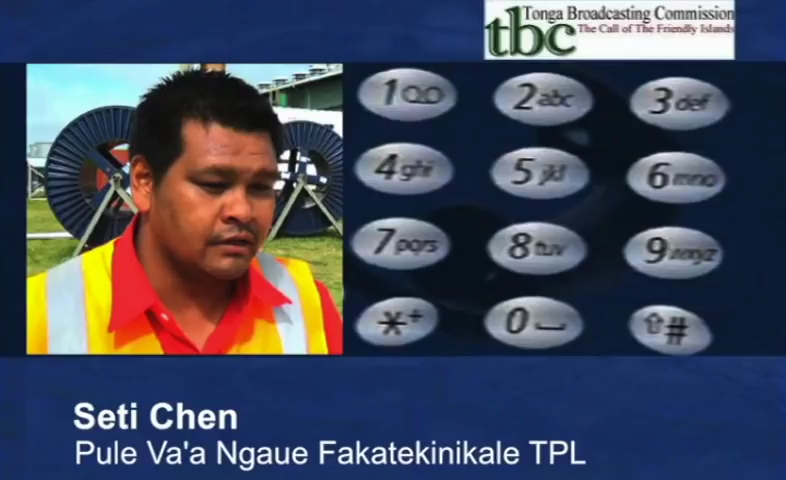 Tonga Broadcasting Commission
tbc The Call of The Friendly Islands
1
2abc
3def
4ghi
5jkl
6mno
7pqrs
8tuv
9wxyz
*+
0
#
Seti Chen
Pule Va'a Ngaue Fakatekinikale TPL